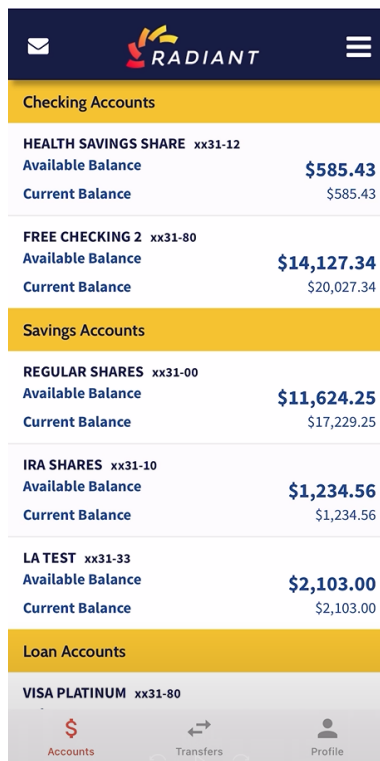 RADIANT
Checking Accounts
HEALTH SAVINGS SHARE xx31-12
Available Balance $585.43
Current Balance $585.43
FREE CHECKING 2 xx31-80
Available Balance $14,127.34
Current Balance $20,027.34
Savings Accounts
REGULAR SHARES xx31-00
Available Balance $11,624.25
Current Balance $17,229.25
IRA SHARES xx31-10
Available Balance $1,234.56
Current Balance $1,234.56
LA TEST xx31-33
Available Balance $2,103.00
Current Balance $2,103.00
Loan Accounts
VISA PLATINUM xx31-80
Accounts Transfers Profile